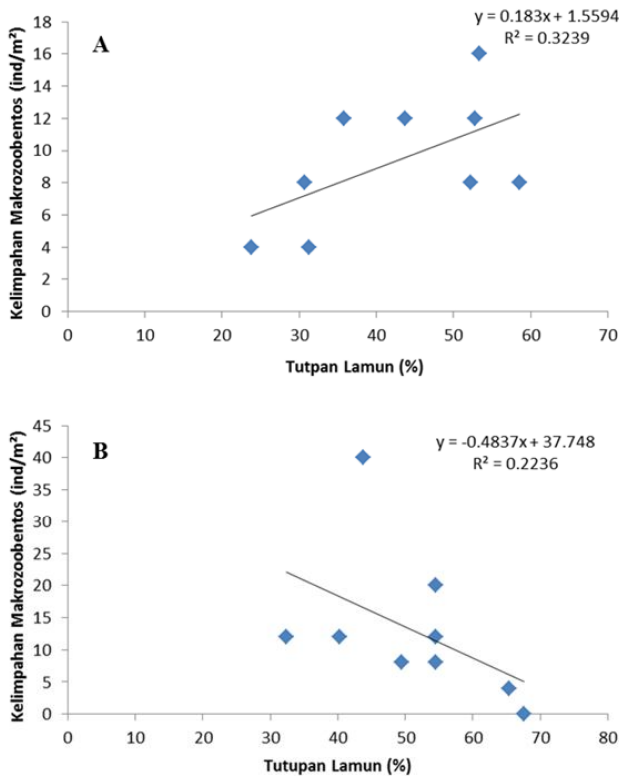 A
y = 0.183x + 1.5594
R² = 0.3239
Kelimpahan Makrozoobentos (ind/m²)
18
16
14
12
10
8
6
4
2
0
0 10 20 30 40 50 60 70
Tutpan Lamun (%)
B
y = -0.4837x + 37.748
R² = 0.2236
Kelimpahan Makrozoobentos (ind/m²)
45
40
35
30
25
20
15
10
5
0
0 10 20 30 40 50 60 70 80
Tutupan Lamun (%)